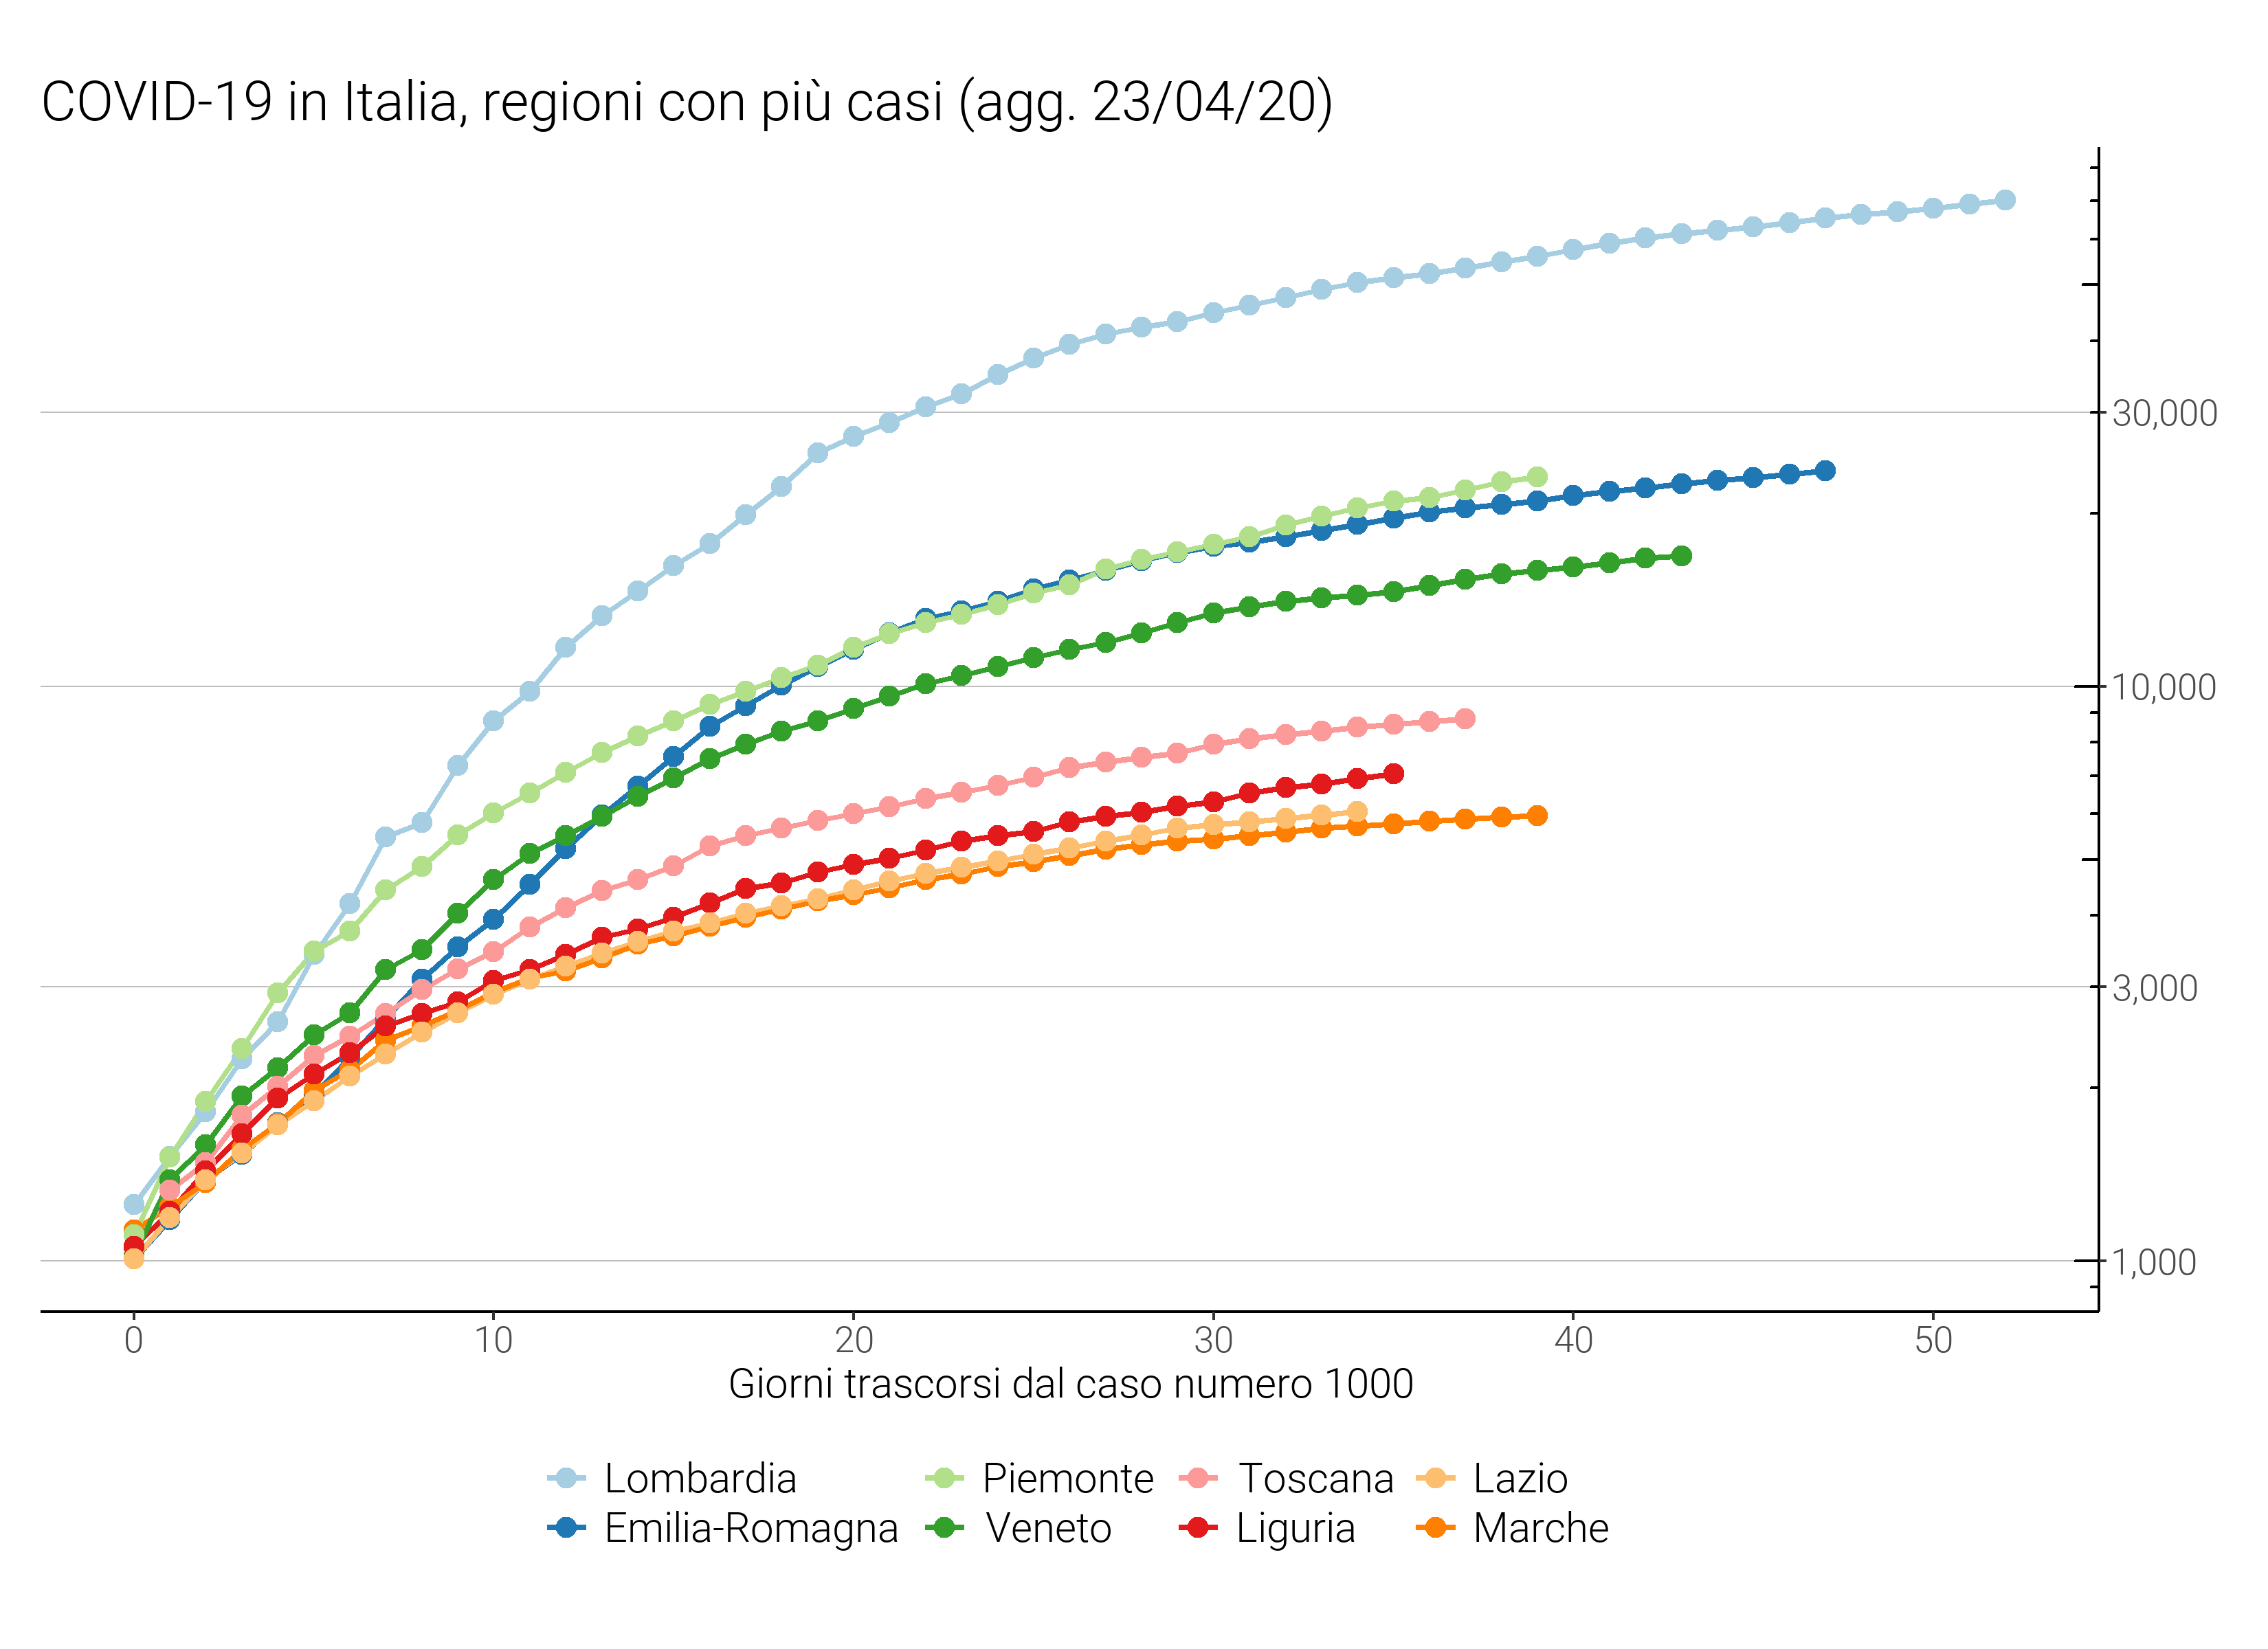 COVID-19 in Italia, regioni con più casi (agg. 23/04/20)
30,000
10,000
3,000
1,000
0 10 20 30 40 50
Giorni trascorsi dal caso numero 1000
Lombardia Piemonte Toscana Lazio
Emilia-Romagna Veneto Liguria Marche